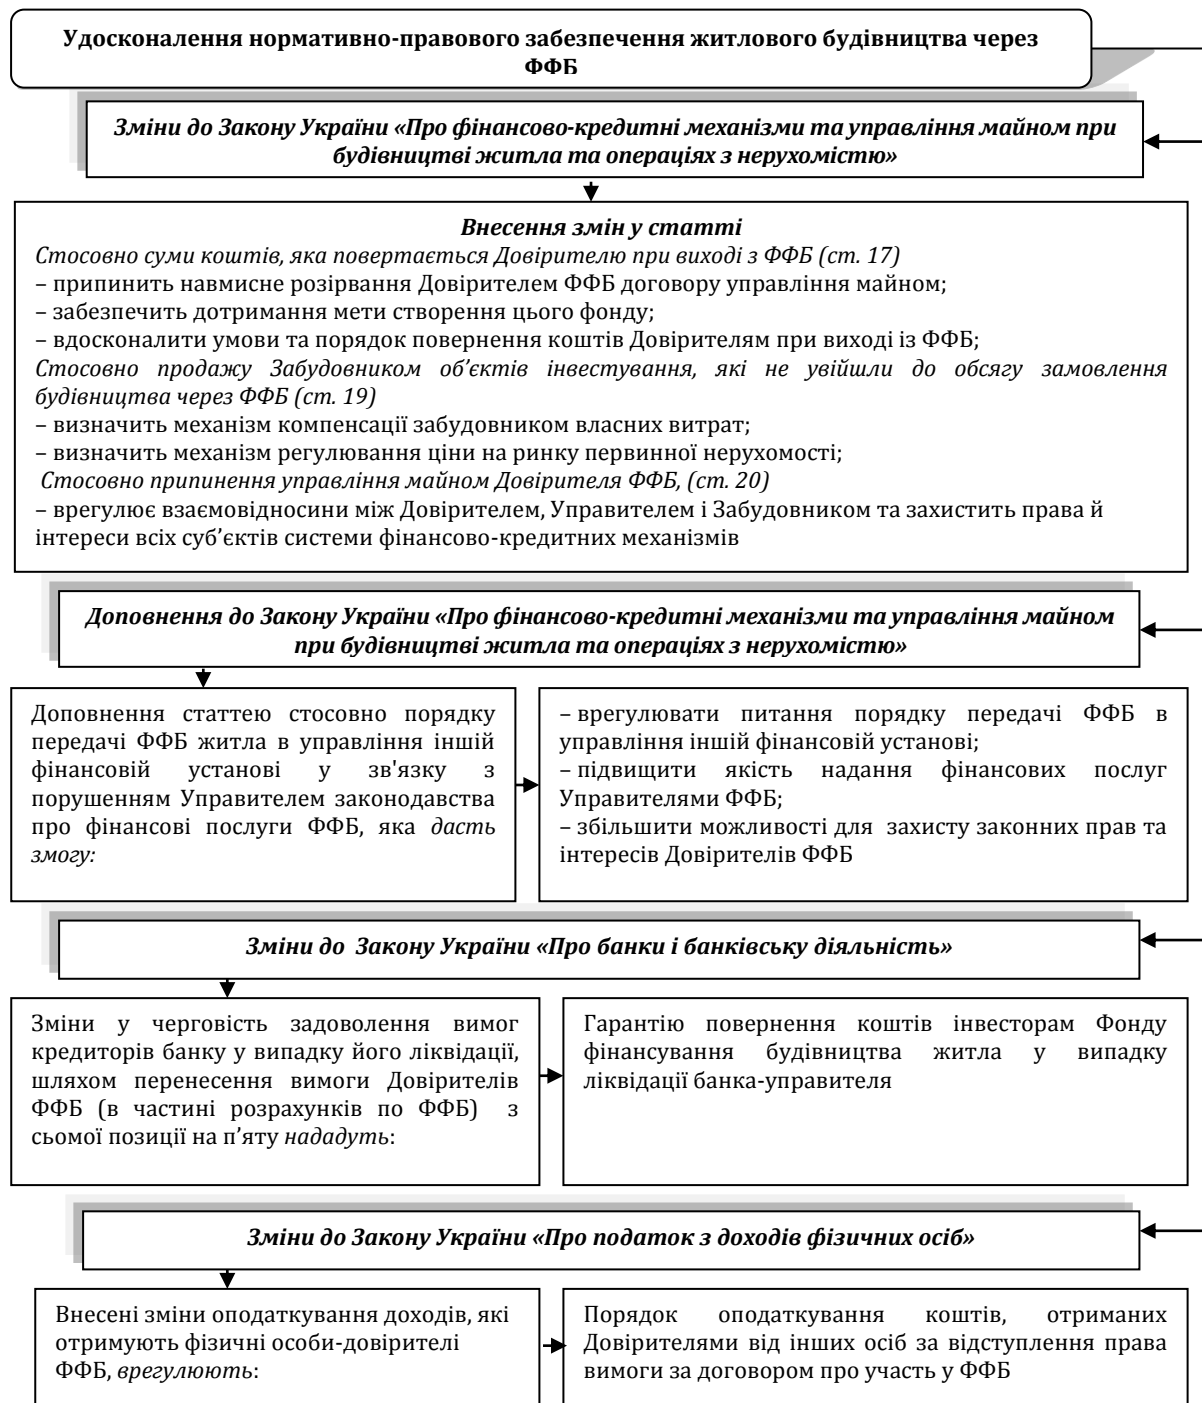 Удосконалення нормативно-правового забезпечення житлового будівництва через
ФФБ
Зміни до Закону України «Про фінансово-кредитні механізми та управління майном при
будівництві житла та операціях з нерухомістю»
Внесення змін у статті
Стосовно суми коштів, яка повертається Довірителю при виході з ФФБ (ст. 17)
– припинить навмисне розірвання Довірителем ФФБ договору управління майном;
– забезпечить дотримання мети створення цього фонду;
– вдосконалити умови та порядок повернення коштів Довірителям при виході із ФФБ;
Стосовно продажу Забудовником об’єктів інвестування, які не увійшли до обсягу замовлення
будівництва через ФФБ (ст. 19)
– визначить механізм компенсації забудовником власних витрат;
– визначить механізм регулювання ціни на ринку первинної нерухомості;
Стосовно припинення управління майном Довірителя ФФБ, (ст. 20)
– врегулює взаємовідносини між Довірителем, Управителем і Забудовником та захистить права й
інтереси всіх суб’єктів системи фінансово-кредитних механізмів
Доповнення до Закону України «Про фінансово-кредитні механізми та управління майном
при будівництві житла та операціях з нерухомістю»
Доповнення статтею стосовно порядку
передачі ФФБ житла в управління іншій
фінансовій установі у зв'язку з
порушенням Управителем законодавства
про фінансові послуги ФФБ, яка дасть
змогу:
– врегулювати питання порядку передачі ФФБ в
управління іншій фінансовій установі;
– підвищити якість надання фінансових послуг
Управителями ФФБ;
– збільшити можливості для захисту законних прав та
інтересів Довірителів ФФБ
Зміни до Закону України «Про банки і банківську діяльність»
Зміни у черговість задоволення вимог
кредиторів банку у випадку його ліквідації,
шляхом перенесення вимоги Довірителів
ФФБ (в частині розрахунків по ФФБ) з
сьомої позиції на п’яту нададуть:
Гарантію повернення коштів інвесторам Фонду
фінансування будівництва житла у випадку
ліквідації банка-управителя
Зміни до Закону України «Про податок з доходів фізичних осіб»
Внесені зміни оподаткування доходів, які
отримують фізичні особи-довірителі
ФФБ, врегулюють:
Порядок оподаткування коштів, отриманих
Довірителями від інших осіб за відступлення права
вимоги за договором про участь у ФФБ